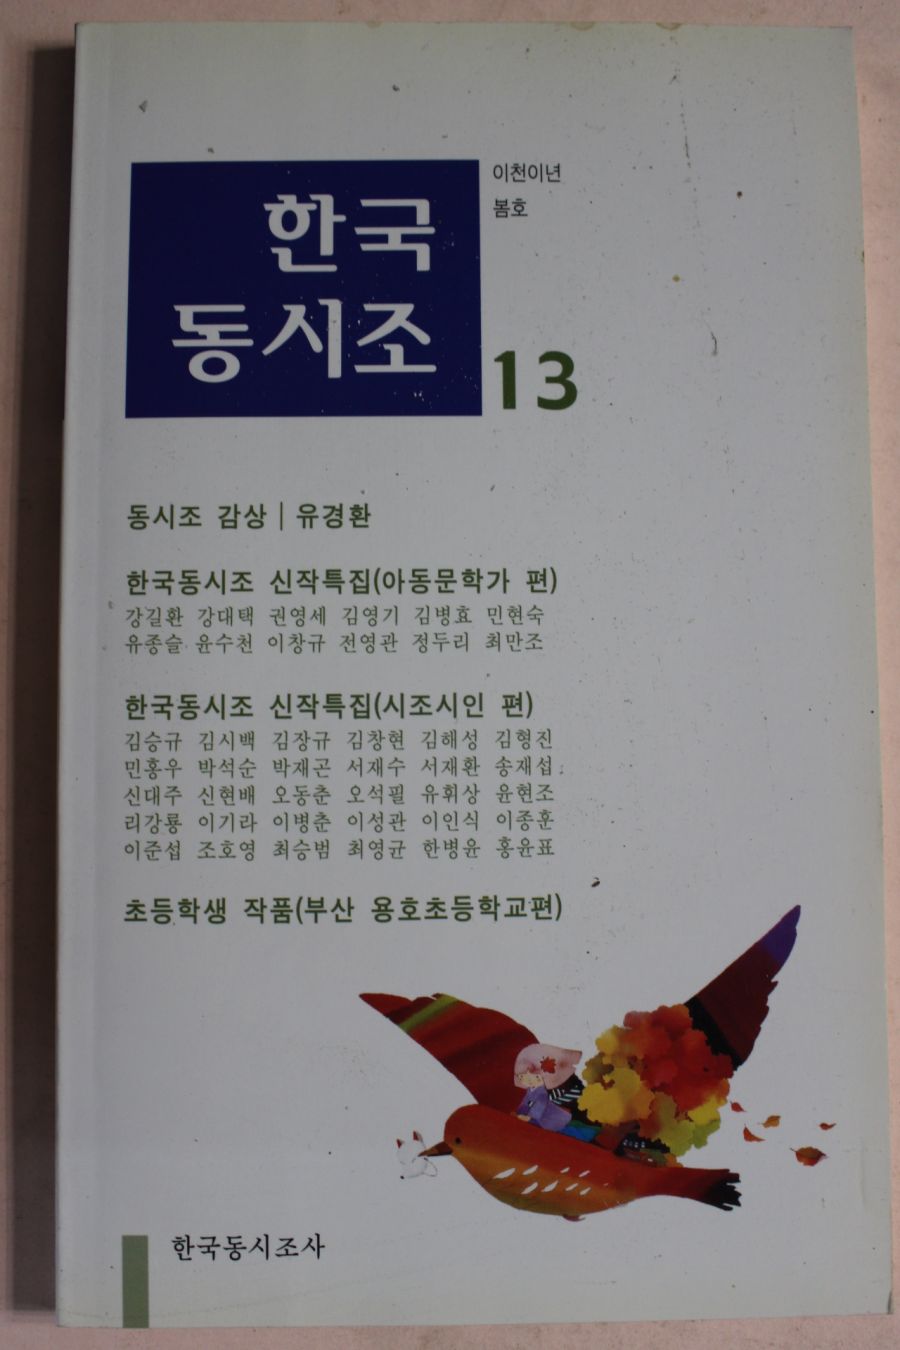 한국
동시조
이천이년
봄호
13
동시조 감상 | 유경환
한국동시조 신작특집(아동문학가 편)
강길환 강대택 권영세 김영기 김병효 민현숙
유종슬 윤수천 이창규 전영관 정두리 최만조
한국동시조 신작특집(시조시인 편)
김승규 김시백 김장규 김창현 김해성 김형진
민홍우 박석순 박재곤 서재수 서재환 송재섭
신대주 신현배 오동춘 오석필 유휘상 윤현조
리강룡 이기라 이병춘 이성관 이인식 이종훈
이준섭 조호영 최승범 최영균 한병윤 홍윤표
초등학생 작품(부산 용호초등학교편)
한국동시조사